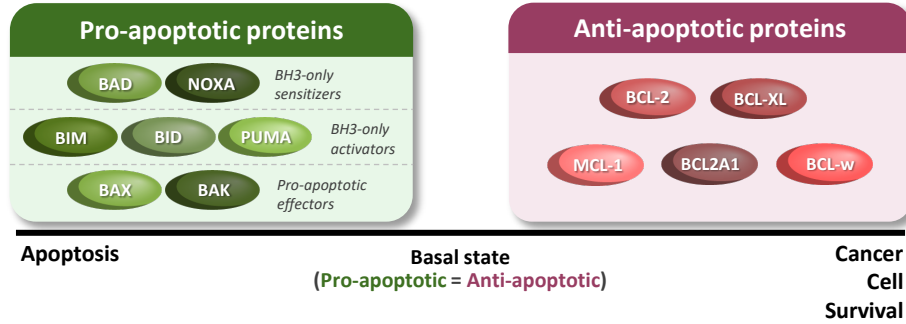 Pro-apoptotic proteins
BAD NOXA BH3-only
sensitizers
BIM BID PUMA BH3-only
activators
BAX BAK Pro-apoptotic
effectors
Anti-apoptotic proteins
BCL-2 BCL-XL
MCL-1 BCL2A1 BCL-w
Apoptosis
Basal state
(Pro-apoptotic = Anti-apoptotic)
Cancer
Cell
Survival